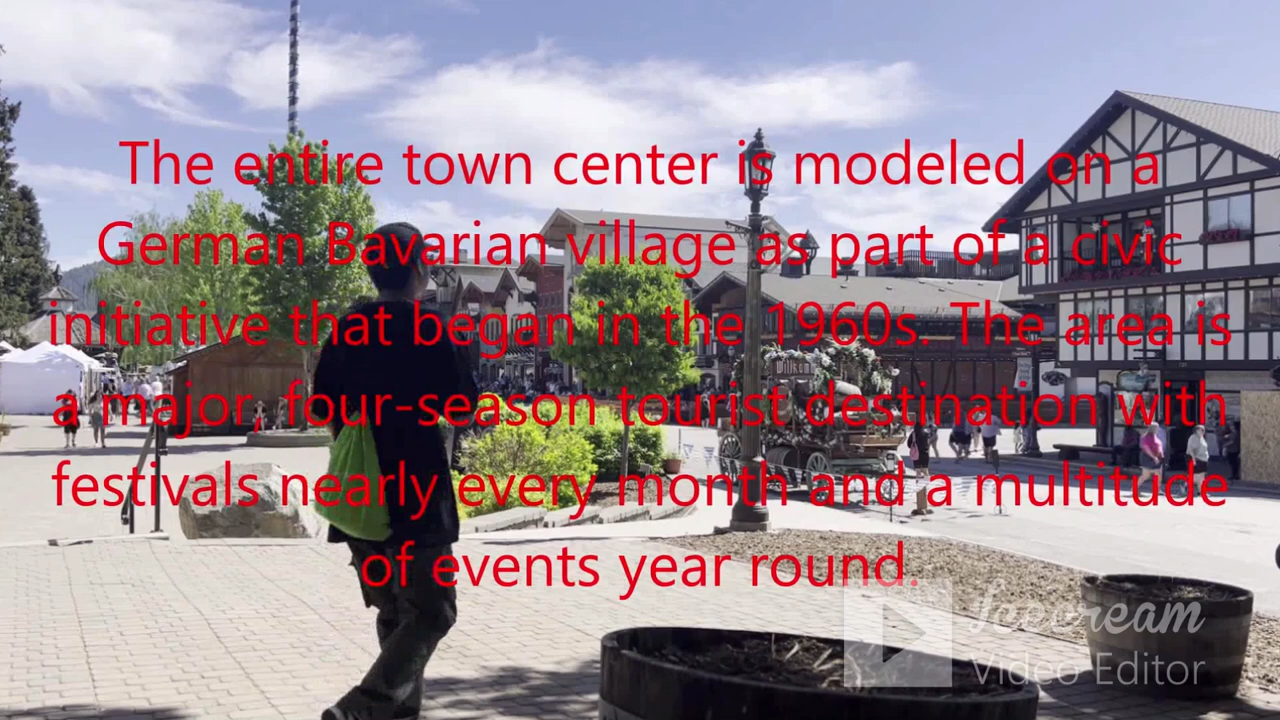 The entire town center is modeled on a
German Bavarian village as part of a civic
initiative that began in the 1960s. The area is
a major, four-season tourist destination with
festivals nearly every month and a multitude
of events year round.
Icecream
Video Editor